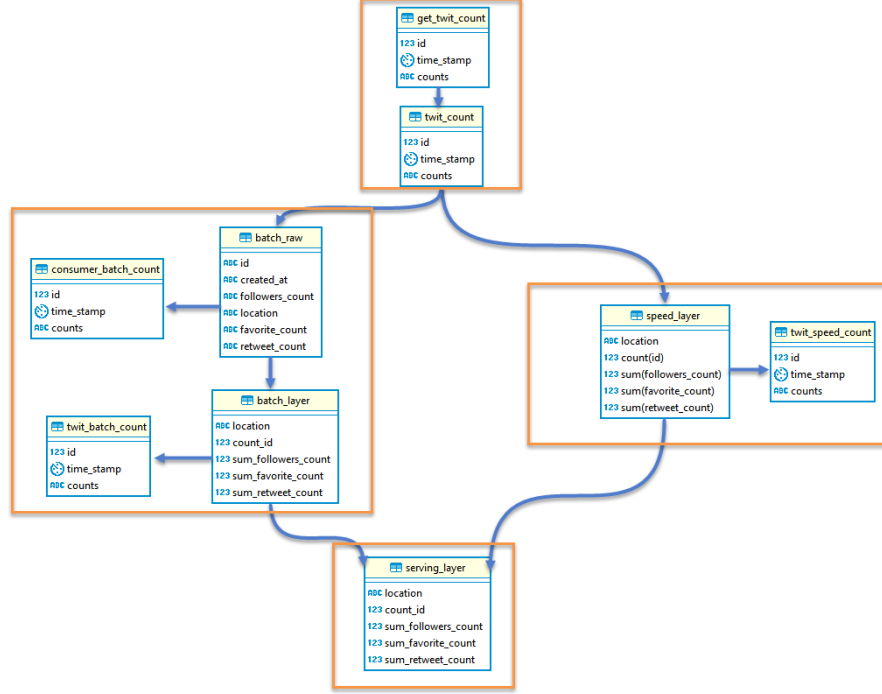 get_twit_count
123 id
time_stamp
ABC counts
twit_count
123 id
time_stamp
ABC counts
batch_raw
ABC id
ABC created_at
ABC followers_count
ABC location
ABC favorite_count
ABC retweet_count
consumer_batch_count
123 id
time_stamp
ABC counts
batch_layer
ABC location
123 count_id
123 sum_followers_count
123 sum_favorite_count
123 sum_retweet_count
twit_batch_count
123 id
time_stamp
ABC counts
speed_layer
ABC location
123 count(id)
123 sum(followers_count)
123 sum(favorite_count)
123 sum(retweet_count)
twit_speed_count
123 id
time_stamp
ABC counts
serving_layer
ABC location
123 count_id
123 sum_followers_count
123 sum_favorite_count
123 sum_retweet_count